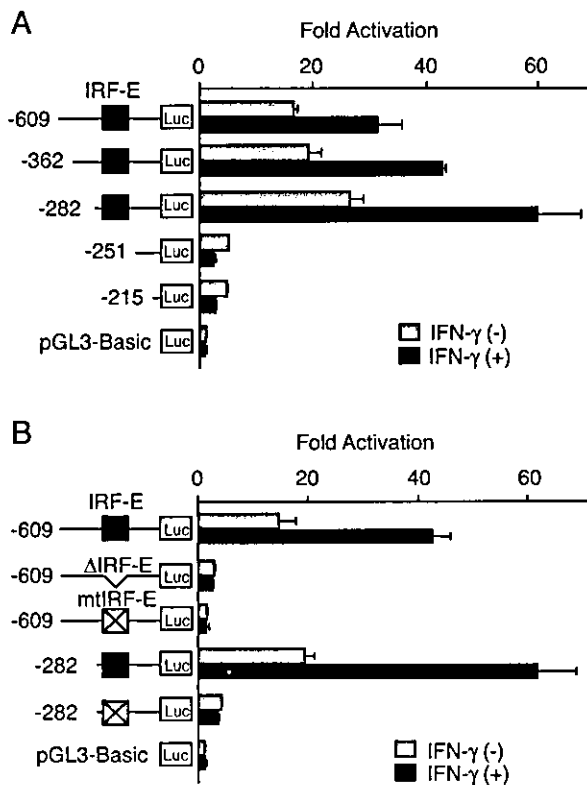 A
Fold Activation
0 20 40 60
IRF-E
-609 Luc
-362 Luc
-282 Luc
-251 Luc
-215 Luc
pGL3-Basic Luc
IFN-γ (-)
IFN-γ (+)
B
Fold Activation
0 20 40 60
IRF-E
-609 Luc
ΔIRF-E
-609 Luc
mtIRF-E
-609 Luc
-282 Luc
-282 Luc
pGL3-Basic Luc
IFN-γ (-)
IFN-γ (+)